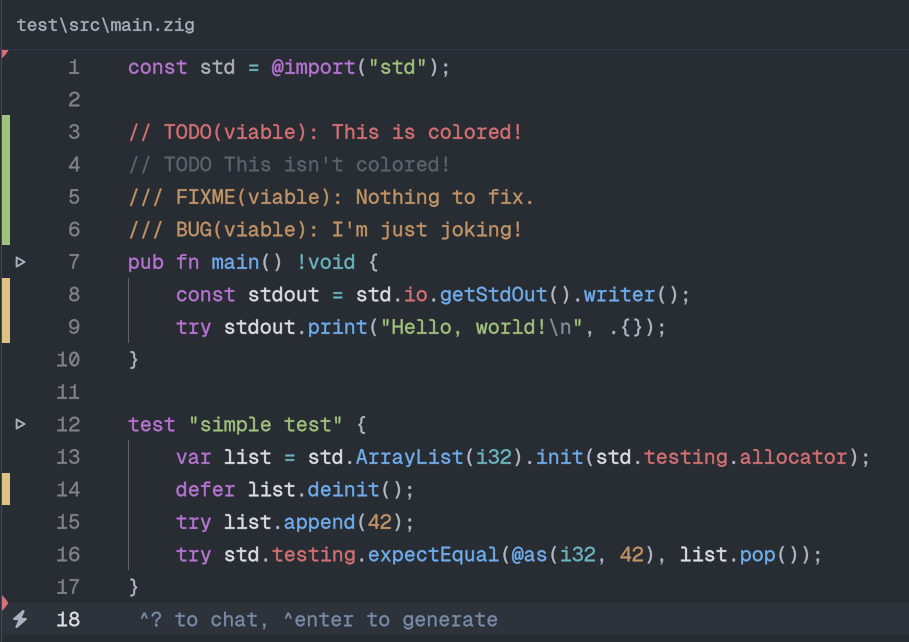 test\src\main.zig
1 const std = @import("std");
2
3 // TODO(viable): This is colored!
4 // TODO This isn't colored!
5 /// FIXME(viable): Nothing to fix.
6 /// BUG(viable): I'm just joking!
7 pub fn main() !void {
8     const stdout = std.io.getStdOut().writer();
9     try stdout.print("Hello, world!\n", .{});
10 }
11
12 test "simple test" {
13     var list = std.ArrayList(i32).init(std.testing.allocator);
14     defer list.deinit();
15     try list.append(42);
16     try std.testing.expectEqual(@as(i32, 42), list.pop());
17 }
18 ^? to chat, ^enter to generate